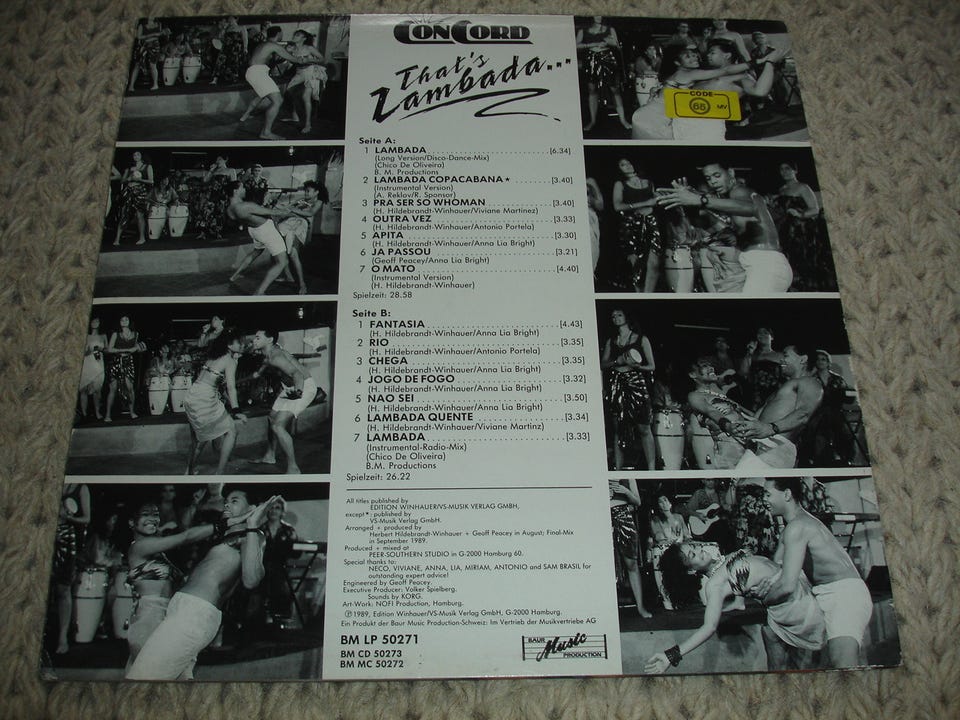 CONCORD
That's
Lambada...
CODE
65 MV
Seite A:
1 LAMBADA ........................[6.34]
(Long Version/Disco-Dance-Mix)
(Chico De Oliveira)
B. M. Productions
2 LAMBADA COPACABANA★ ........[3.40]
(Instrumental Version)
(A. Reklov/R. Sponsor)
3 PRA SER SO WHOMAN ............[3.40]
(H. Hildebrandt-Winhauer/Viviane Martinez)
4 OUTRA VEZ ......................[3.33]
(H. Hildebrandt-Winhauer/Antonio Portela)
5 APITA ............................[3.30]
(H. Hildebrandt-Winhauer/Anna Lia Bright)
6 JA PASSOU ......................[3.21]
(Geoff Peacey/Anna Lia Bright)
7 O MATO ..........................[4.40]
(Instrumental Version)
(H. Hildebrandt-Winhauer)
Spielzeit: 28.58
Seite B:
1 FANTASIA ........................[4.43]
(H. Hildebrandt-Winhauer/Anna Lia Bright)
2 RIO ..............................[3.35]
(H. Hildebrandt-Winhauer/Antonio Portela)
3 CHEGA ............................[3.35]
(H. Hildebrandt-Winhauer/Anna Lia Bright)
4 JOGO DE FOGO ..................[3.32]
(H. Hildebrandt-Winhauer/Anna Lia Bright)
5 NAO SEI ..........................[3.50]
(H. Hildebrandt-Winhauer/Anna Lia Bright)
6 LAMBADA QUENTE ................[3.34]
(H. Hildebrandt-Winhauer/Viviane Martinz)
7 LAMBADA ........................[3.33]
(Instrumental-Radio-Mix)
(Chico De Oliveira)
B.M. Productions
Spielzeit: 26.22
All titles published by
EDITION WINHAUER/VS-MUSIK VERLAG GMBH,
except★: published by
VS-Musik Verlag GmbH.
Arranged + produced by
Herbert Hildebrandt-Winhauer + Geoff Peacey in August; Final-Mix
in September 1989.
Produced + mixed at
PEER-SOUTHERN STUDIO in G-2000 Hamburg 60.
Special thanks to:
NECO, VIVIANE, ANNA, LIA, MIRIAM, ANTONIO and SAM BRASIL for
outstanding expert advice!
Engineered by Geoff Peacey.
Executive Producer: Volker Spielberg.
Sounds by KORG.
Art-Work: NOFI Production, Hamburg.
Ⓟ1989, Edition Winhauer/VS-Musik Verlag GmbH, G-2000 Hamburg.
Ein Produkt der Baur Music Production-Schweiz: Im Vertrieb der Musikvertriebe AG
BM LP 50271
BM CD 50273
BM MC 50272
BAUR
Music
PRODUCTION